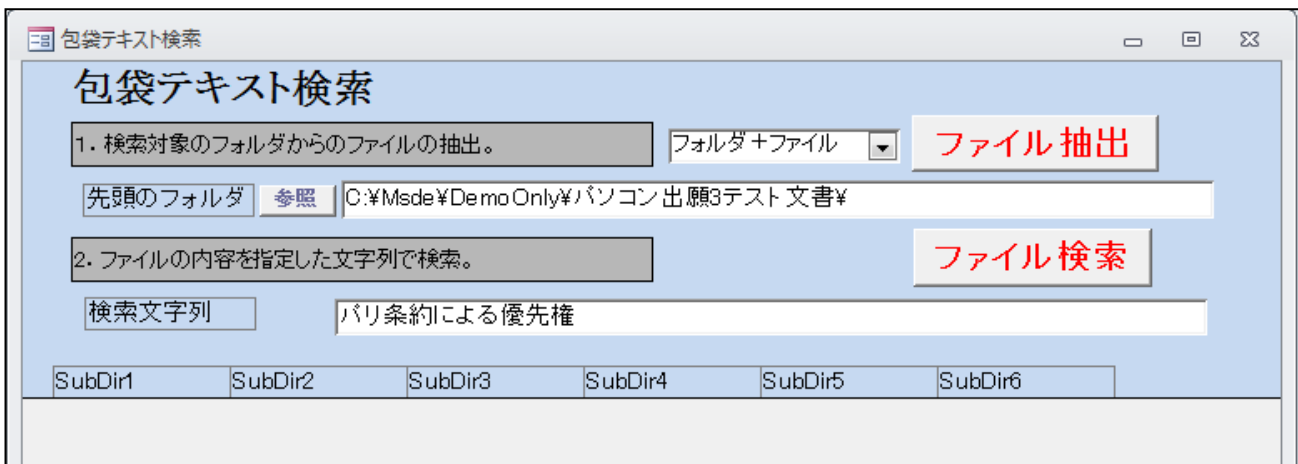 包袋テキスト検索
包袋テキスト検索
1. 検索対象のフォルダからのファイルの抽出。 フォルダ+ファイル ファイル抽出
先頭のフォルダ 参照 C:¥Msde¥DemoOnly¥パソコン出願3テスト文書¥
2. ファイルの内容を指定した文字列で検索。 ファイル検索
検索文字列 パリ条約による優先権
SubDir1 SubDir2 SubDir3 SubDir4 SubDir5 SubDir6